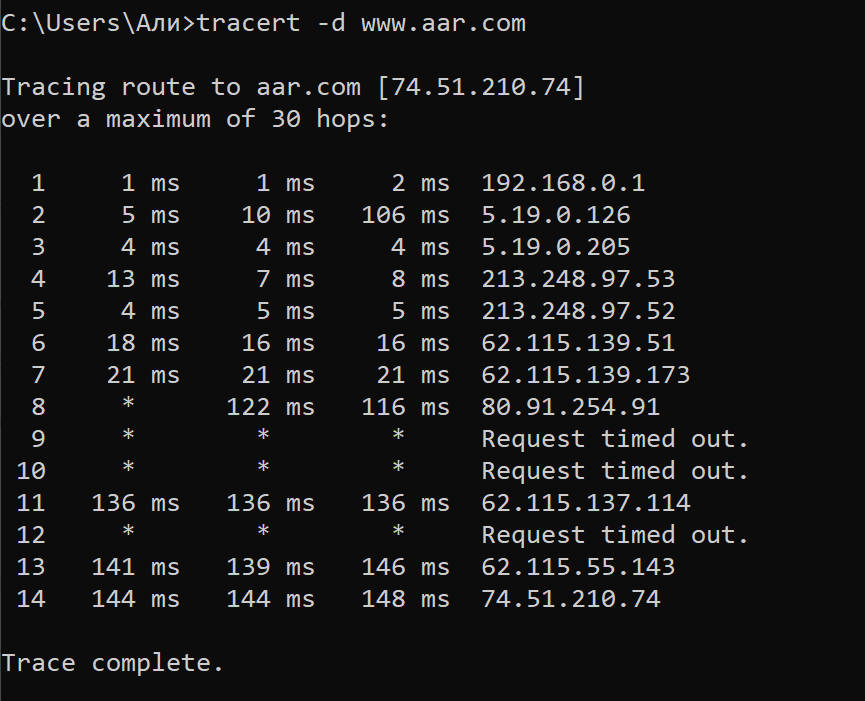 C:\Users\Али>tracert -d www.aar.com
Tracing route to aar.com [74.51.210.74]
over a maximum of 30 hops:
1 1 ms 1 ms 2 ms 192.168.0.1
2 5 ms 10 ms 106 ms 5.19.0.126
3 4 ms 4 ms 4 ms 5.19.0.205
4 13 ms 7 ms 8 ms 213.248.97.53
5 4 ms 5 ms 5 ms 213.248.97.52
6 18 ms 16 ms 16 ms 62.115.139.51
7 21 ms 21 ms 21 ms 62.115.139.173
8 * 122 ms 116 ms 80.91.254.91
9 * * * Request timed out.
10 * * * Request timed out.
11 136 ms 136 ms 136 ms 62.115.137.114
12 * * * Request timed out.
13 141 ms 139 ms 146 ms 62.115.55.143
14 144 ms 144 ms 148 ms 74.51.210.74
Trace complete.